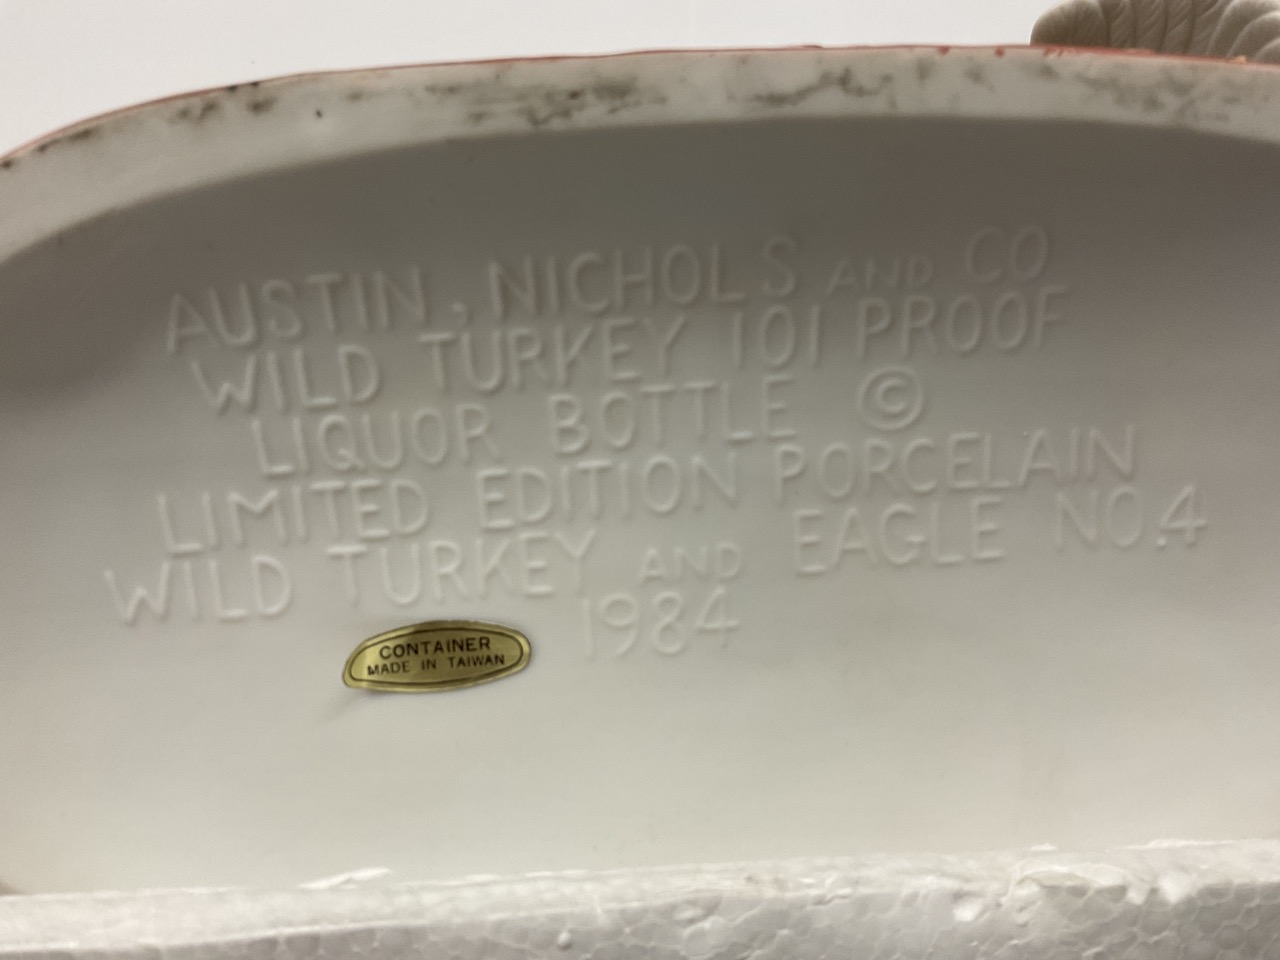 AUSTIN, NICHOLS AND CO
WILD TURKEY 101 PROOF
LIQUOR BOTTLE ©
LIMITED EDITION PORCELAIN
WILD TURKEY AND EAGLE NO.4
1984
CONTAINER
MADE IN TAIWAN